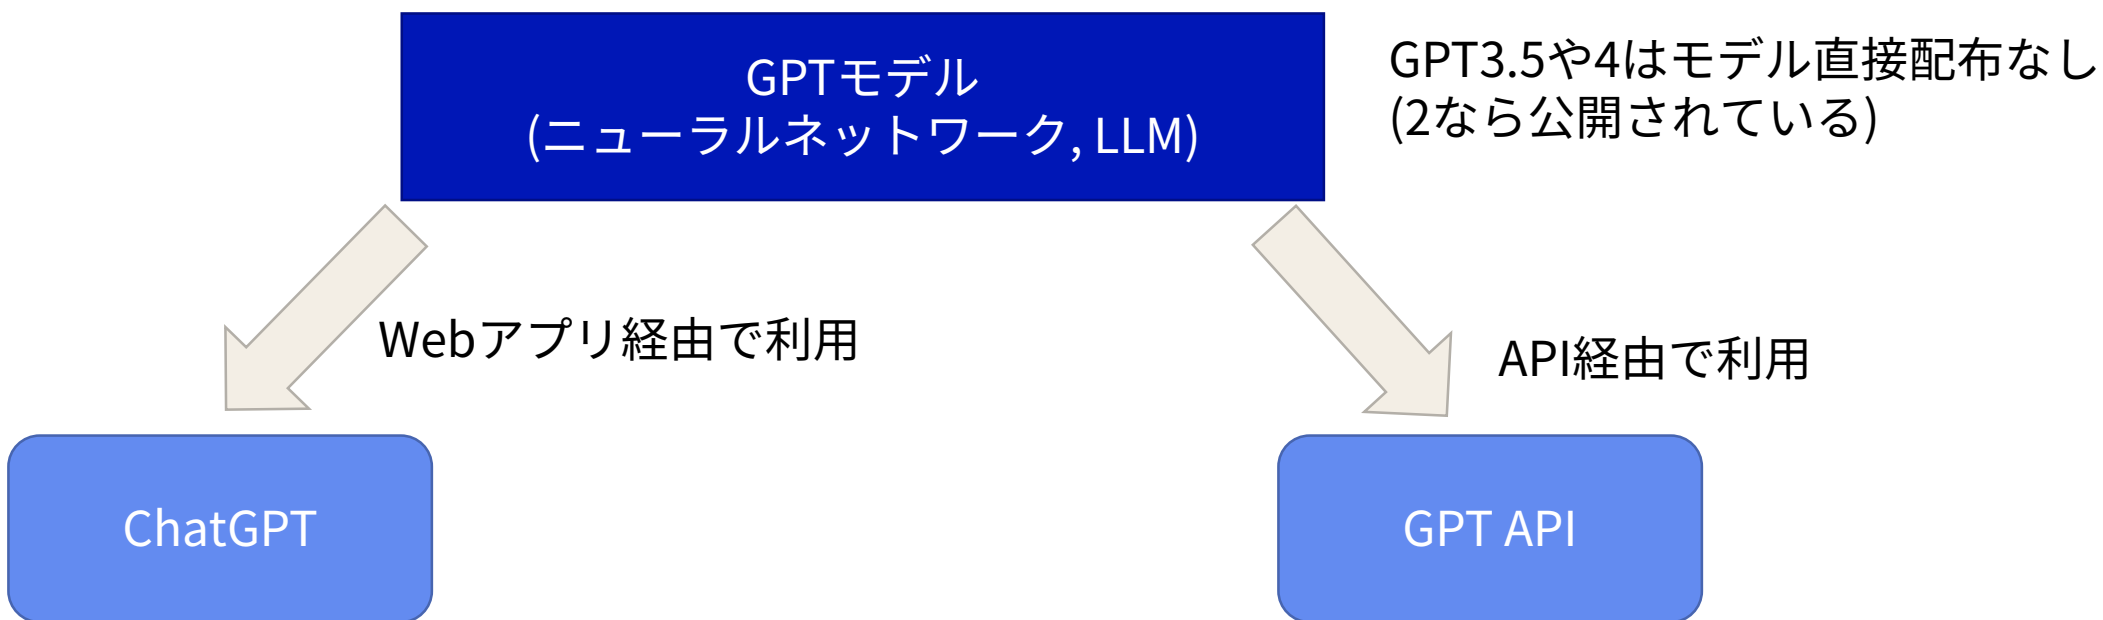 GPTモデル
(ニューラルネットワーク, LLM)
GPT3.5や4はモデル直接配布なし
(2なら公開されている)
Webアプリ経由で利用
API経由で利用
ChatGPT
GPT API